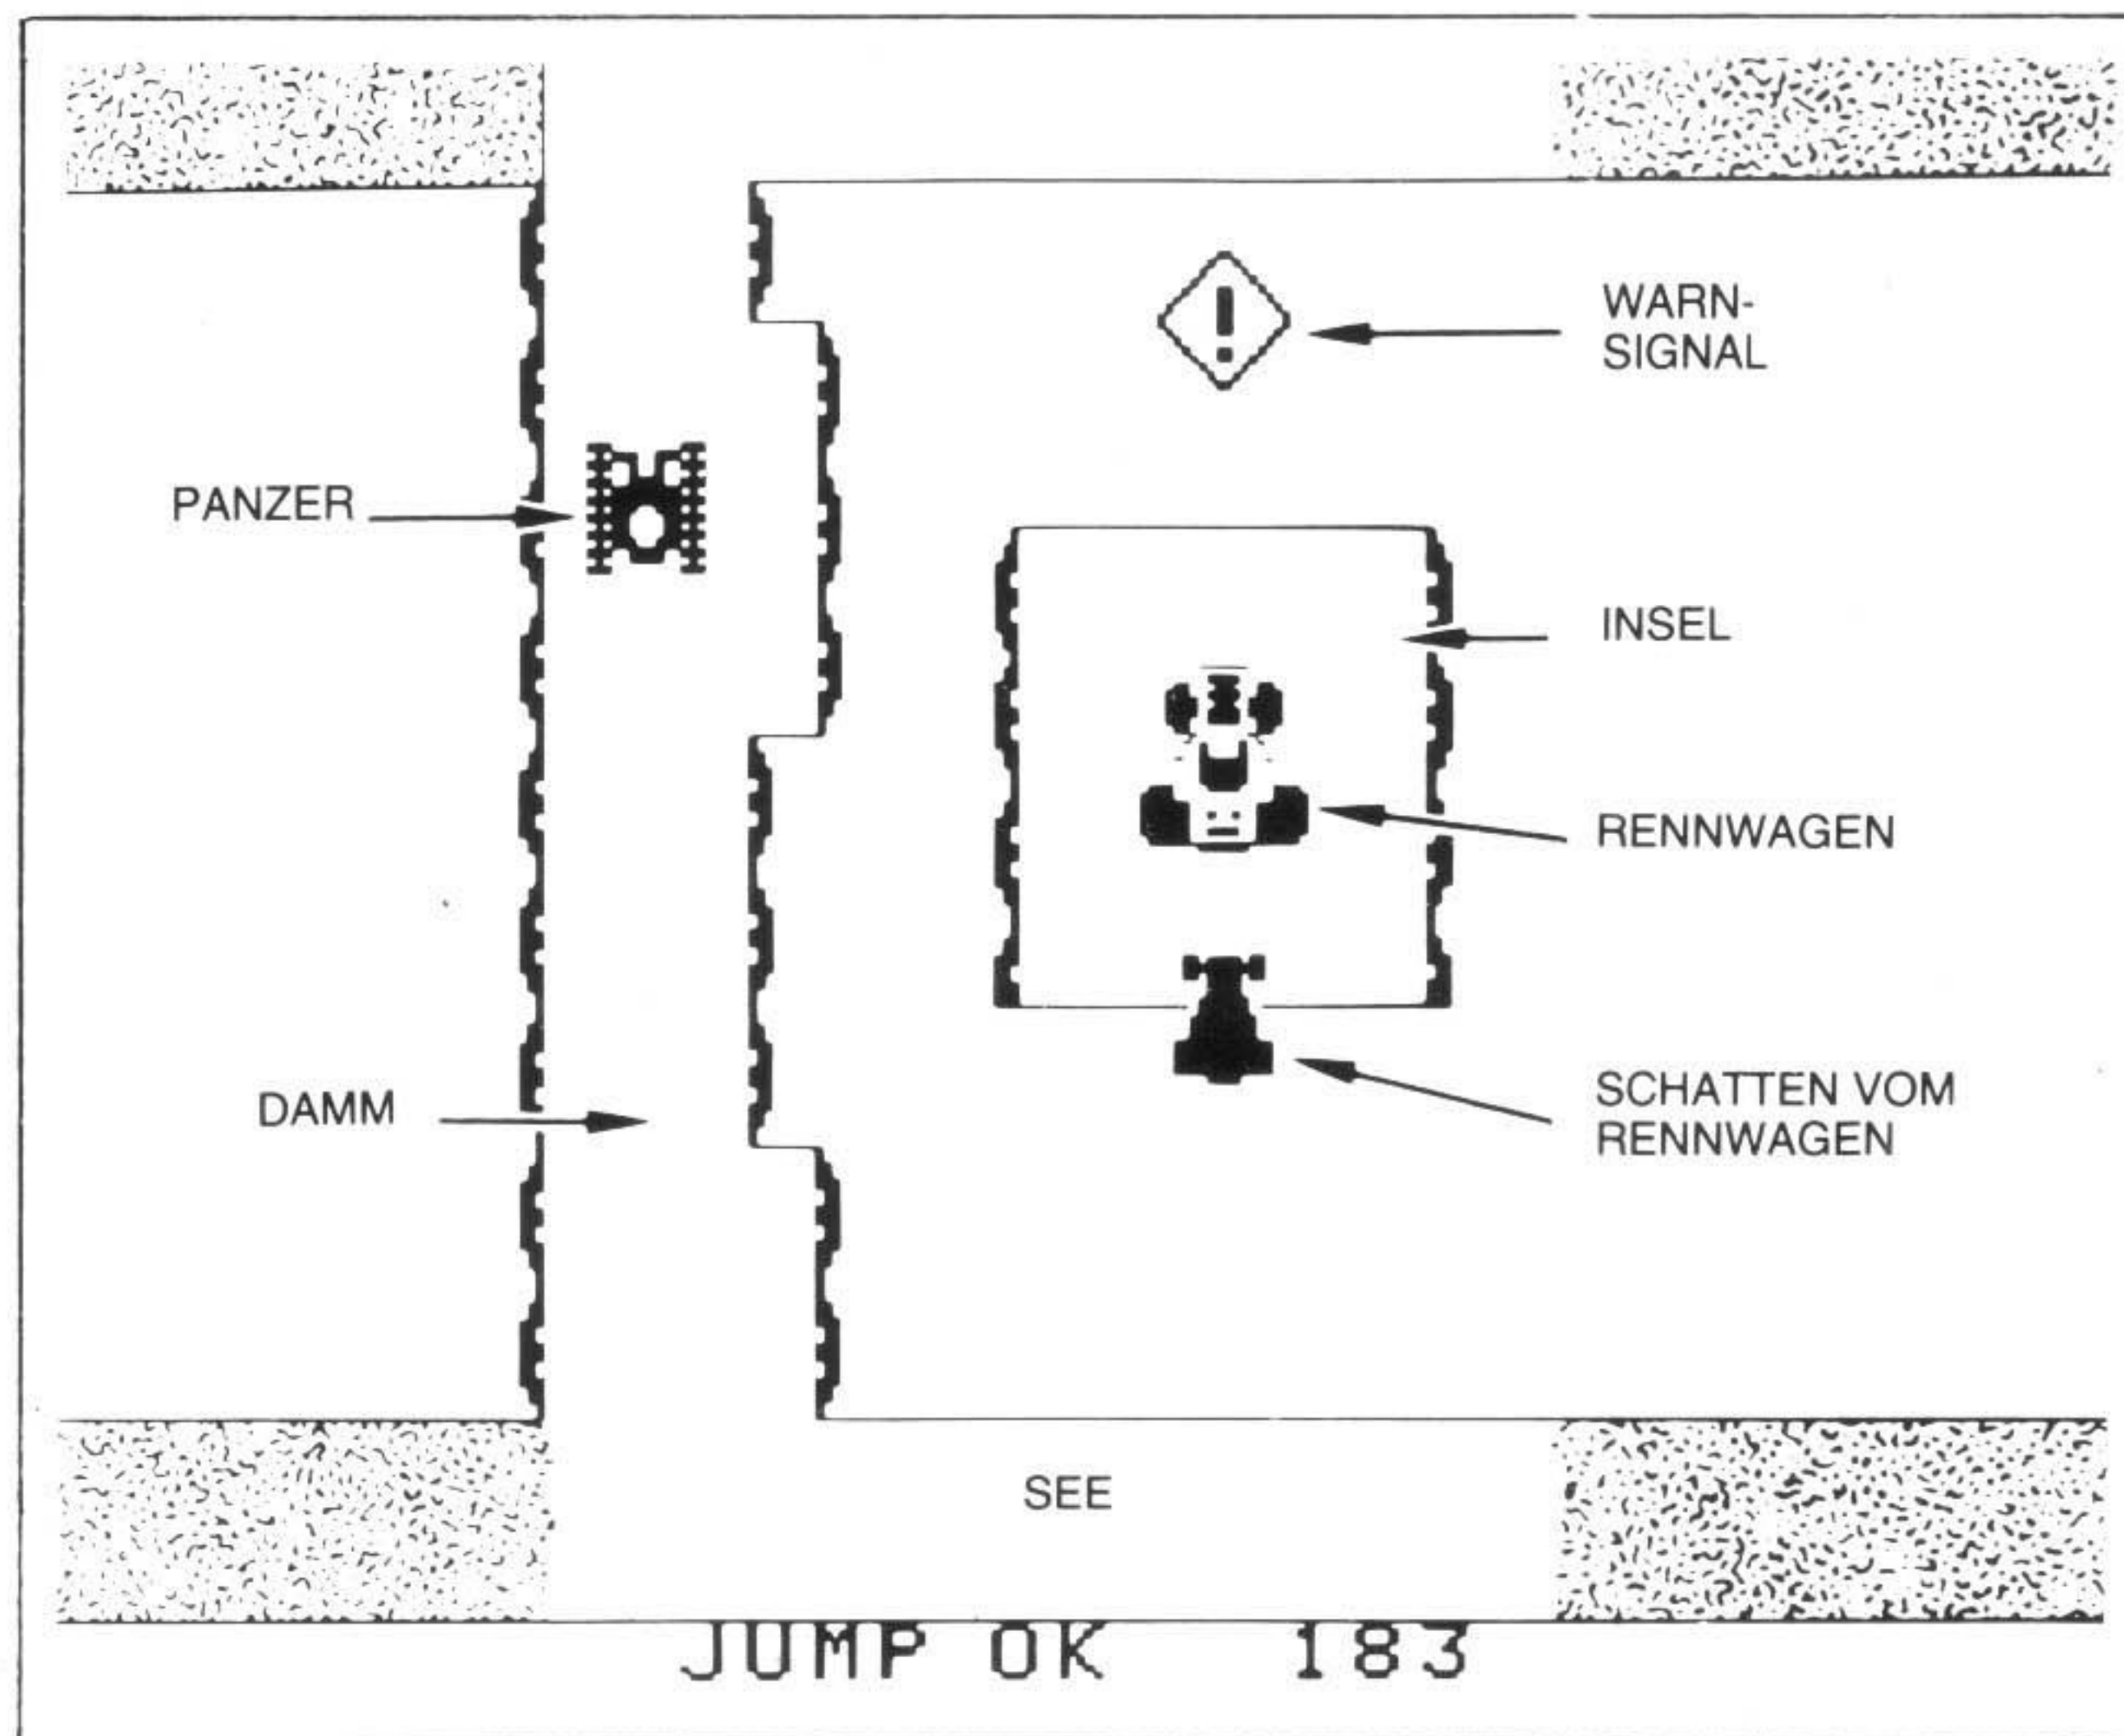 WARN-
SIGNAL
PANZER
INSEL
RENNWAGEN
DAMM
SCHATTEN VOM
RENNWAGEN
SEE
JUMP OK 183